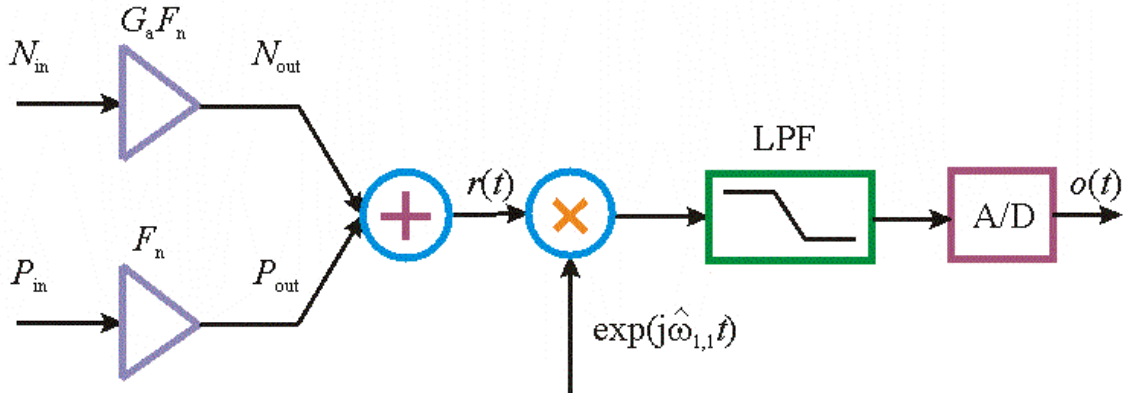 GaFn
Nin
Nout
LPF
r(t)
A/D
o(t)
Fn
Pin
Pout
exp(jω̂1,1t)